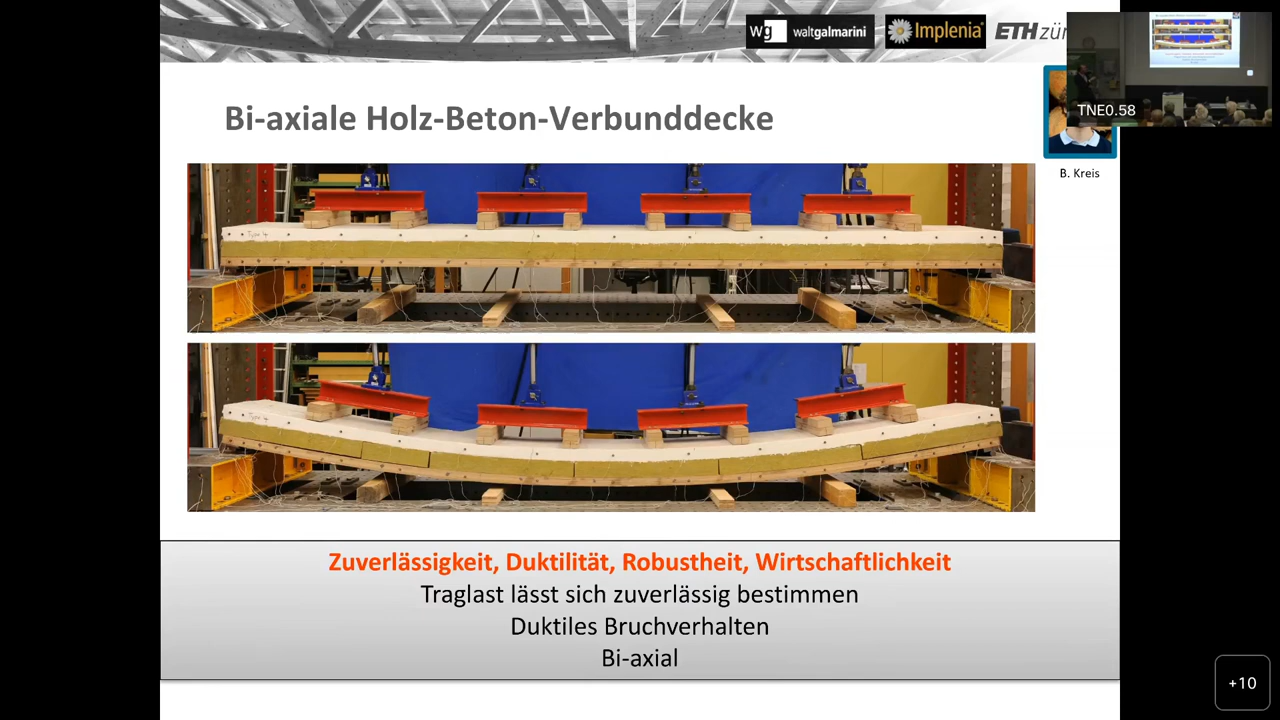 Wg waltgalmarini
Implenia
ETH zür
TNE0.58
Bi-axiale Holz-Beton-Verbunddecke
B. Kreis
Zuverlässigkeit, Duktilität, Robustheit, Wirtschaftlichkeit
Traglast lässt sich zuverlässig bestimmen
Duktiles Bruchverhalten
Bi-axial
+10